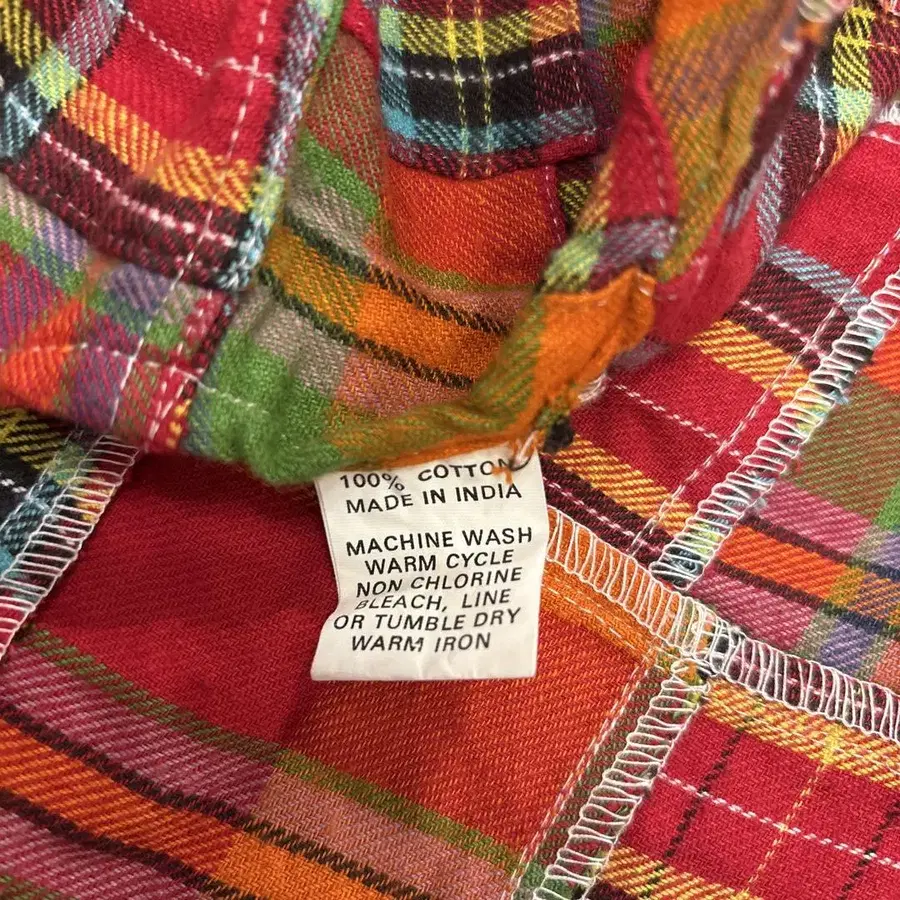 100% COTTON
MADE IN INDIA
MACHINE WASH
WARM CYCLE
NON CHLORINE
BLEACH, LINE
OR TUMBLE DRY
WARM IRON